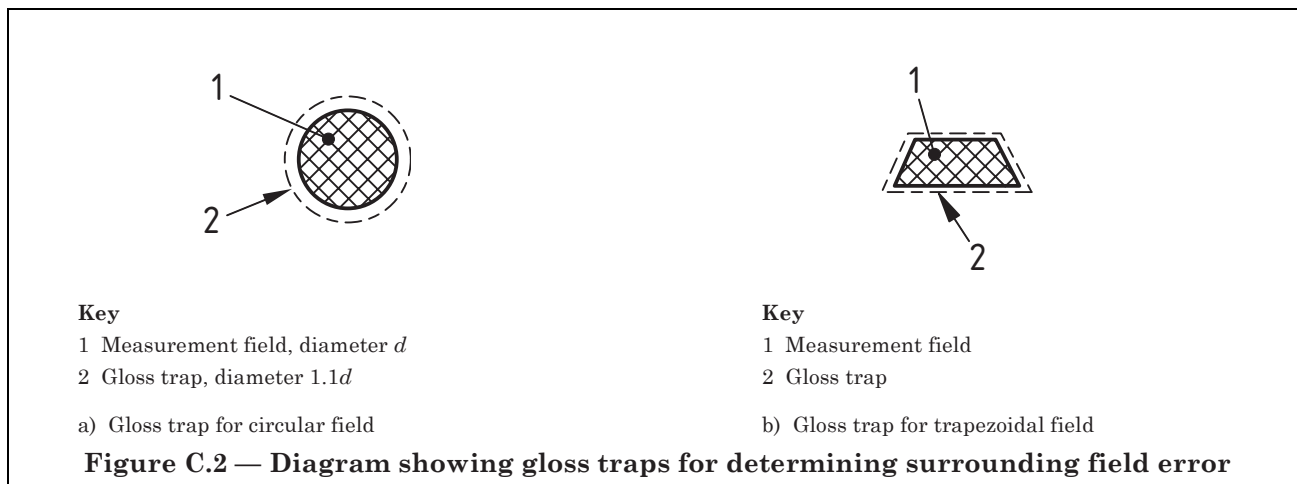 1
2
1
2
Key
1 Measurement field, diameter d
2 Gloss trap, diameter 1.1d
a) Gloss trap for circular field
Key
1 Measurement field
2 Gloss trap
b) Gloss trap for trapezoidal field
Figure C.2 — Diagram showing gloss traps for determining surrounding field error